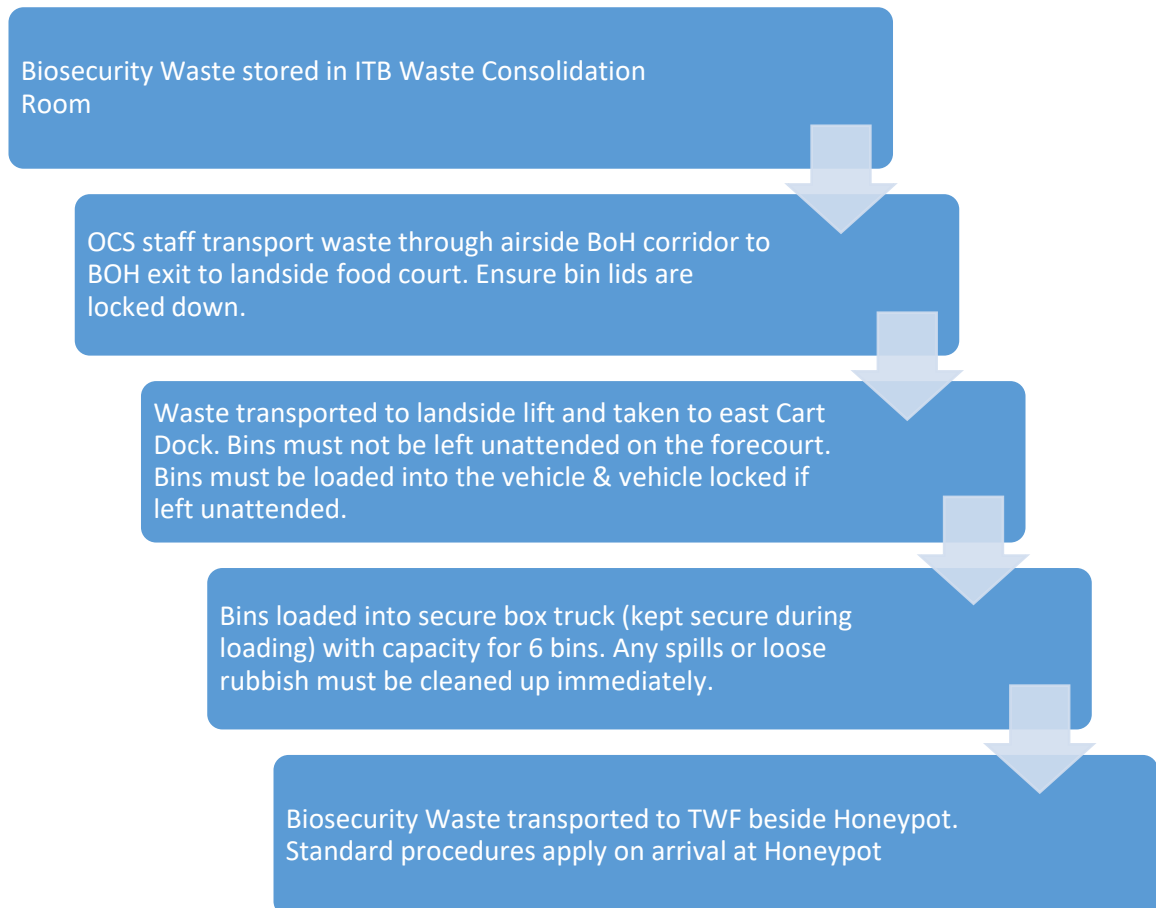 Biosecurity Waste stored in ITB Waste Consolidation
Room
OCS staff transport waste through airside BoH corridor to
BOH exit to landside food court. Ensure bin lids are
locked down.
Waste transported to landside lift and taken to east Cart
Dock. Bins must not be left unattended on the forecourt.
Bins must be loaded into the vehicle & vehicle locked if
left unattended.
Bins loaded into secure box truck (kept secure during
loading) with capacity for 6 bins. Any spills or loose
rubbish must be cleaned up immediately.
Biosecurity Waste transported to TWF beside Honeypot.
Standard procedures apply on arrival at Honeypot